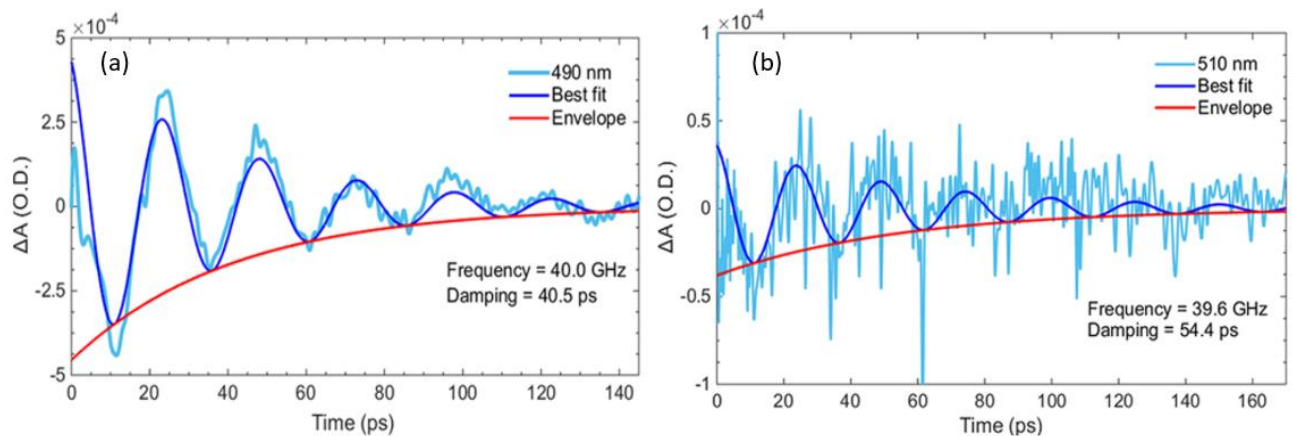 ×10⁻⁴
(a)
490 nm
Best fit
Envelope
5
2.5
0
-2.5
-5
ΔA (O.D.)
Frequency = 40.0 GHz
Damping = 40.5 ps
0 20 40 60 80 100 120 140
Time (ps)
×10⁻⁴
(b)
510 nm
Best fit
Envelope
1
0.5
0
-0.5
-1
ΔA (O.D.)
Frequency = 39.6 GHz
Damping = 54.4 ps
0 20 40 60 80 100 120 140 160
Time (ps)